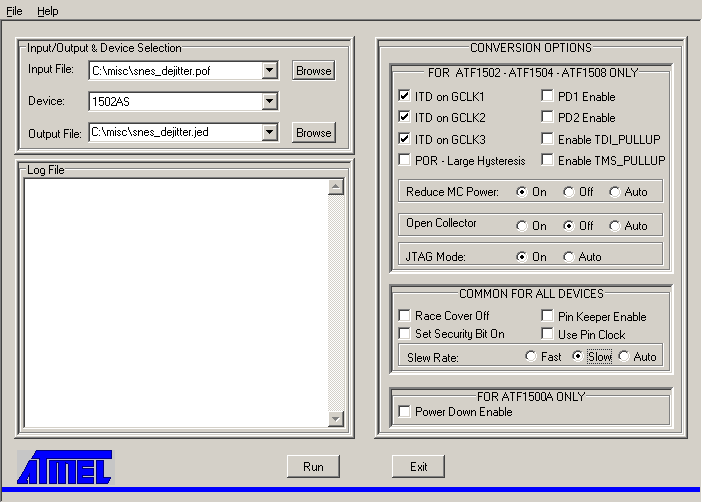 File Help
Input/Output & Device Selection
Input File: C:\misc\snes_dejitter.pof Browse
Device: 1502AS
Output File: C:\misc\snes_dejitter.jed Browse
Log File
CONVERSION OPTIONS
FOR ATF1502 - ATF1504 - ATF1508 ONLY
ITD on GCLK1 PD1 Enable
ITD on GCLK2 PD2 Enable
ITD on GCLK3 Enable TDI_PULLUP
POR - Large Hysteresis Enable TMS_PULLUP
Reduce MC Power: On Off Auto
Open Collector On Off Auto
JTAG Mode: On Auto
COMMON FOR ALL DEVICES
Race Cover Off Pin Keeper Enable
Set Security Bit On Use Pin Clock
Slew Rate: Fast Slow Auto
FOR ATF1500A ONLY
Power Down Enable
ATMEL Run Exit